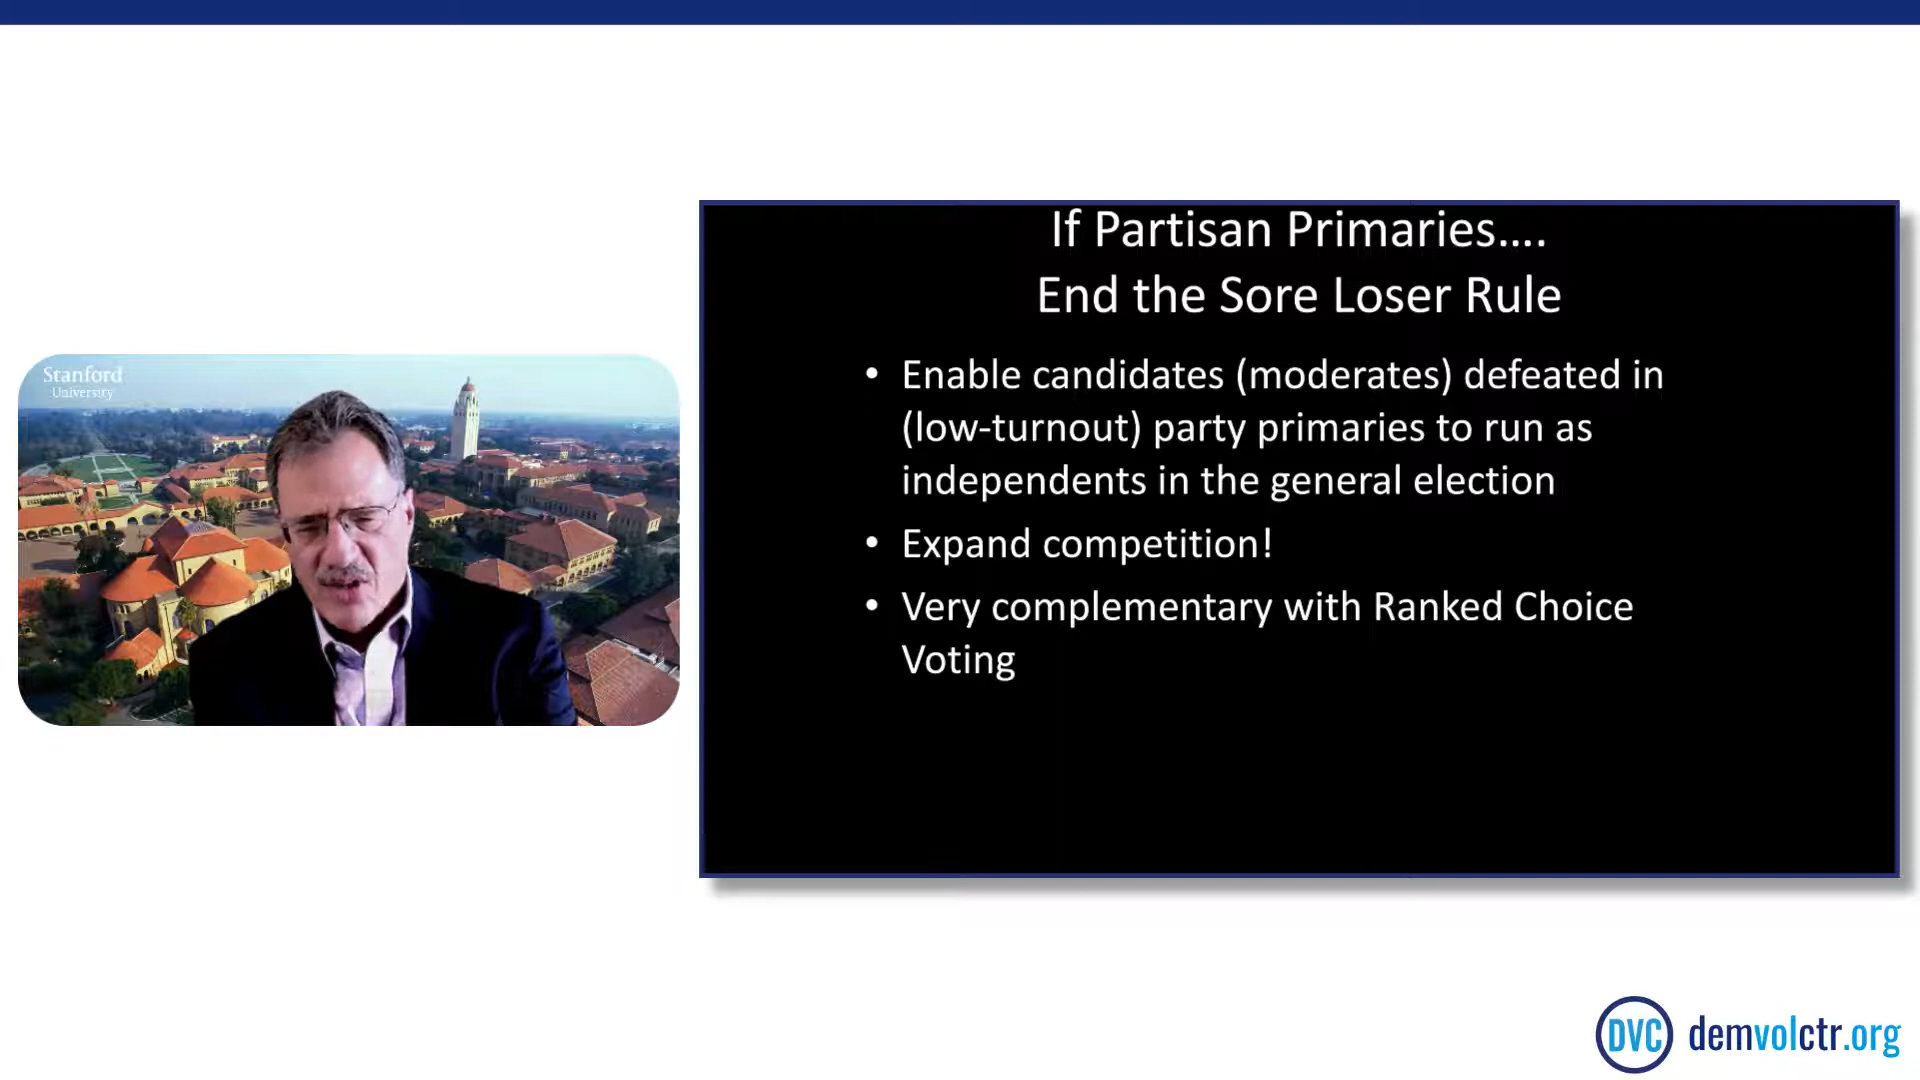 Stanford
University
If Partisan Primaries....
End the Sore Loser Rule
• Enable candidates (moderates) defeated in
(low-turnout) party primaries to run as
independents in the general election
• Expand competition!
• Very complementary with Ranked Choice
Voting
DVC demvolctr.org